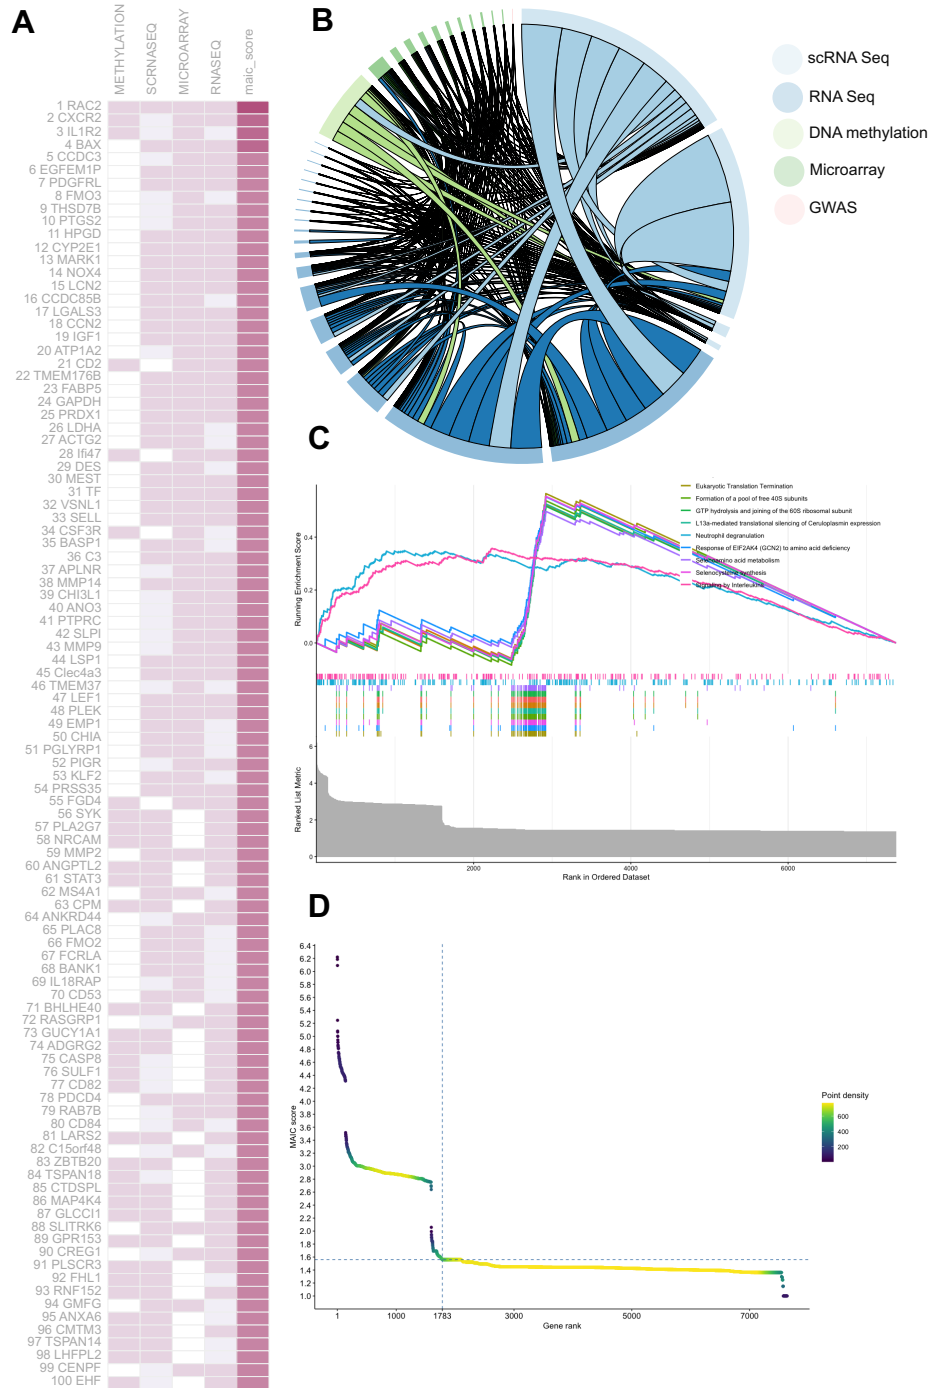 A
METHYLATION
SCRNASEQ
MICROARRAY
RNASEQ
maic_score
1 RAC2
2 CXCR2
3 IL1R2
4 BAX
5 CCDC3
6 EGFEM1P
7 PDGFRL
8 FMO3
9 THSD7B
10 PTGS2
11 HPGD
12 CYP2E1
13 MARK1
14 NOX4
15 LCN2
16 CCDC85B
17 LGALS3
18 CCN2
19 IGF1
20 ATP1A2
21 CD2
22 TMEM176B
23 FABP5
24 GAPDH
25 PRDX1
26 LDHA
27 ACTG2
28 Ifi47
29 DES
30 MEST
31 TF
32 VSNL1
33 SELL
34 CSF3R
35 BASP1
36 C3
37 APLNR
38 MMP14
39 CHI3L1
40 ANO3
41 PTPRC
42 SLPI
43 MMP9
44 LSP1
45 Clec4a3
46 TMEM37
47 LEF1
48 PLEK
49 EMP1
50 CHIA
51 PGLYRP1
52 PIGR
53 KLF2
54 PRSS35
55 FGD4
56 SYK
57 PLA2G7
58 NRCAM
59 MMP2
60 ANGPTL2
61 STAT3
62 MS4A1
63 CPM
64 ANKRD44
65 PLAC8
66 FMO2
67 FCRLA
68 BANK1
69 IL18RAP
70 CD53
71 BHLHE40
72 RASGRP1
73 GUCY1A1
74 ADGRG2
75 CASP8
76 SULF1
77 CD82
78 PDCD4
79 RAB7B
80 CD84
81 LARS2
82 C15orf48
83 ZBTB20
84 TSPAN18
85 CTDSPL
86 MAP4K4
87 GLCCI1
88 SLITRK6
89 GPR153
90 CREG1
91 PLSCR3
92 FHL1
93 RNF152
94 GMFG
95 ANXA6
96 CMTM3
97 TSPAN14
98 LHFPL2
99 CENPF
100 EHF
B
scRNA Seq
RNA Seq
DNA methylation
Microarray
GWAS
C
Eukaryotic Translation Termination
Formation of a pool of free 40S subunits
GTP hydrolysis and joining of the 60S ribosomal subunit
L13a-mediated translational silencing of Ceruloplasmin expression
Neutrophil degranulation
Response of EIF2AK4 (GCN2) to amino acid deficiency
Selenoamino acid metabolism
Selenocysteine synthesis
Signaling by Interleukins
Running Enrichment Score
0.4
0.2
0.0
Ranked List Metric
6
4
2
0
2000
4000
6000
Rank in Ordered Dataset
D
MAIC score
6.4
6.2
6.0
5.8
5.6
5.4
5.2
5.0
4.8
4.6
4.4
4.2
4.0
3.8
3.6
3.4
3.2
3.0
2.8
2.6
2.4
2.2
2.0
1.8
1.6
1.4
1.2
1.0
1
1000
1783
3000
5000
7000
Gene rank
Point density
600
400
200